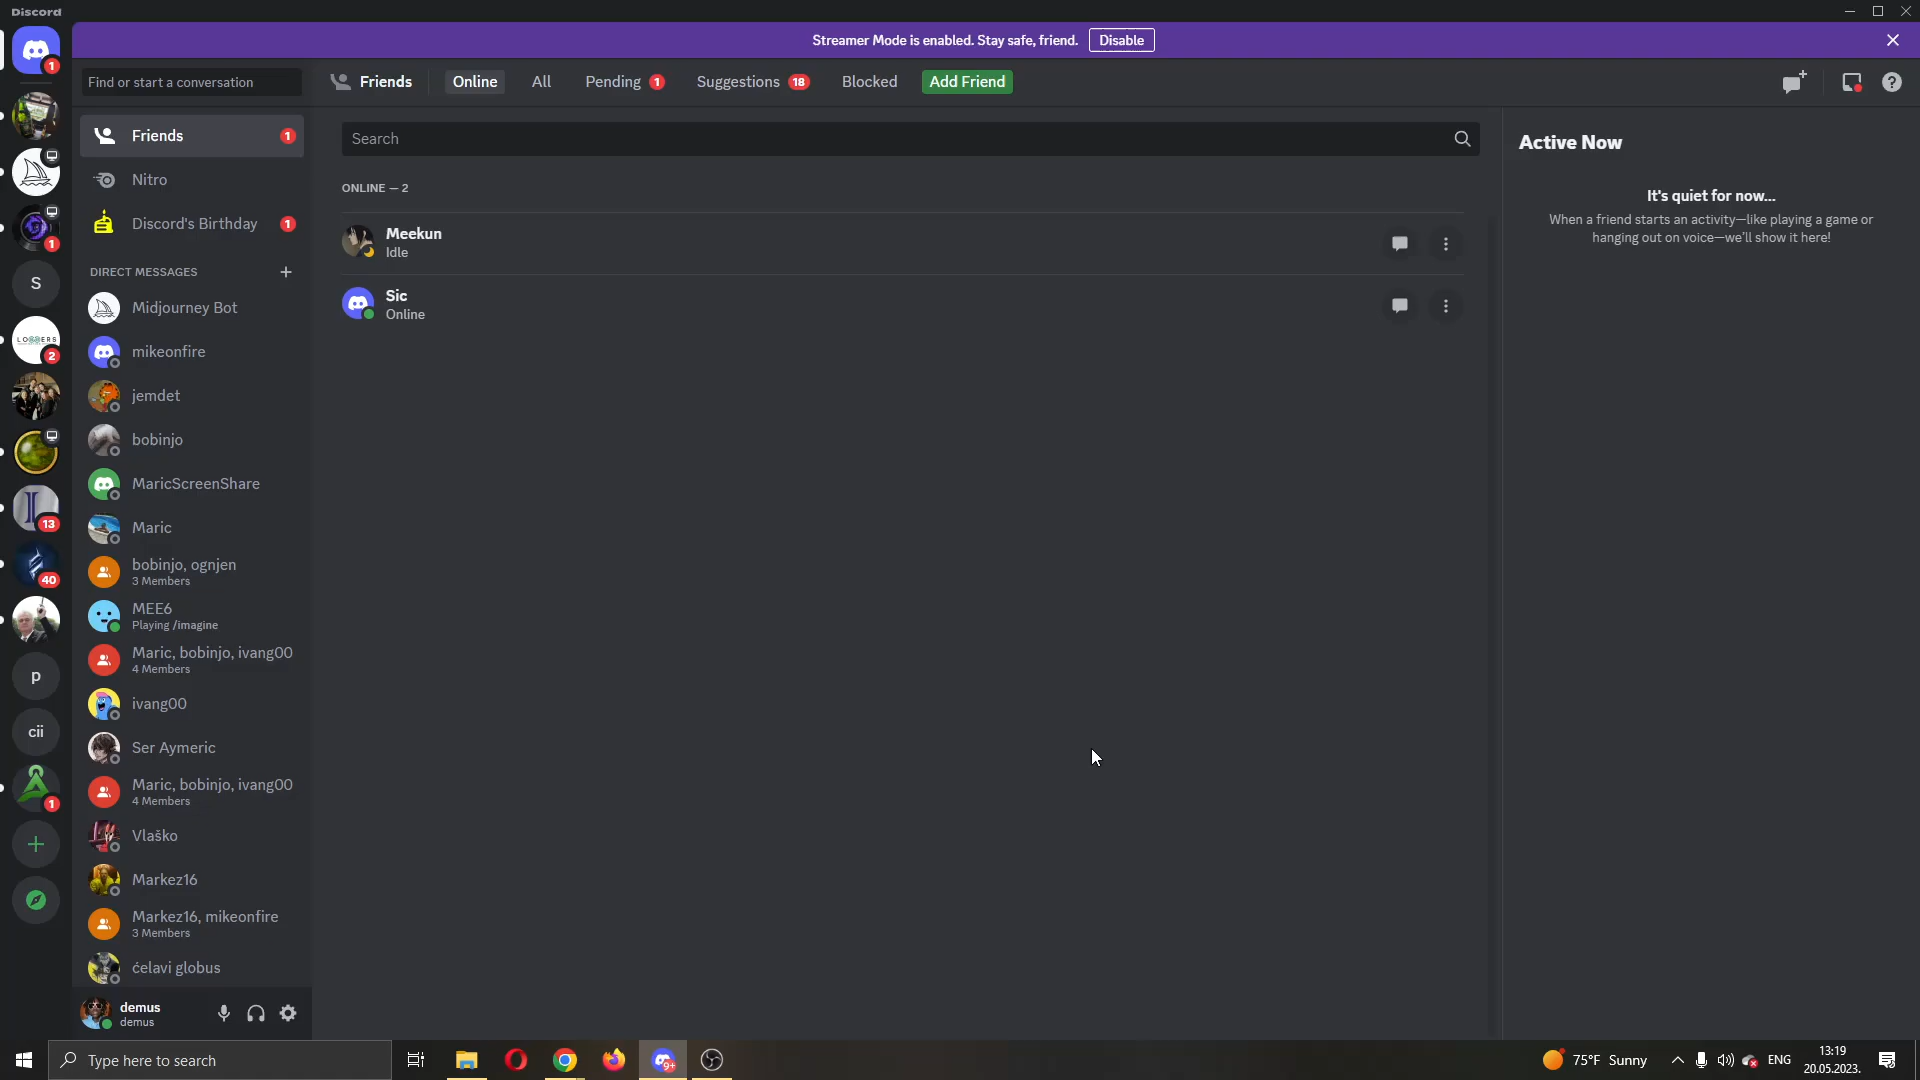 Discord
Streamer Mode is enabled. Stay safe, friend.
Disable
1
1
LOGGERS
2
S
13
40
p
cii
1
Find or start a conversation
Friends
1
Nitro
Discord's Birthday
1
DIRECT MESSAGES
Midjourney Bot
mikeonfire
jemdet
bobinjo
MaricScreenShare
Maric
bobinjo, ognjen
3 Members
MEE6
Playing /imagine
Maric, bobinjo, ivang00
4 Members
ivang00
Ser Aymeric
Maric, bobinjo, ivang00
4 Members
Vlaško
Markez16
Markez16, mikeonfire
3 Members
ćelavi globus
demus
demus
Friends
Online
All
Pending 1
Suggestions 18
Blocked
Add Friend
Search
ONLINE — 2
Meekun
Idle
Sic
Online
Active Now
It's quiet for now...
When a friend starts an activity—like playing a game or
hanging out on voice—we'll show it here!
Type here to search
9+
75°F Sunny
ENG
13:19
20.05.2023.